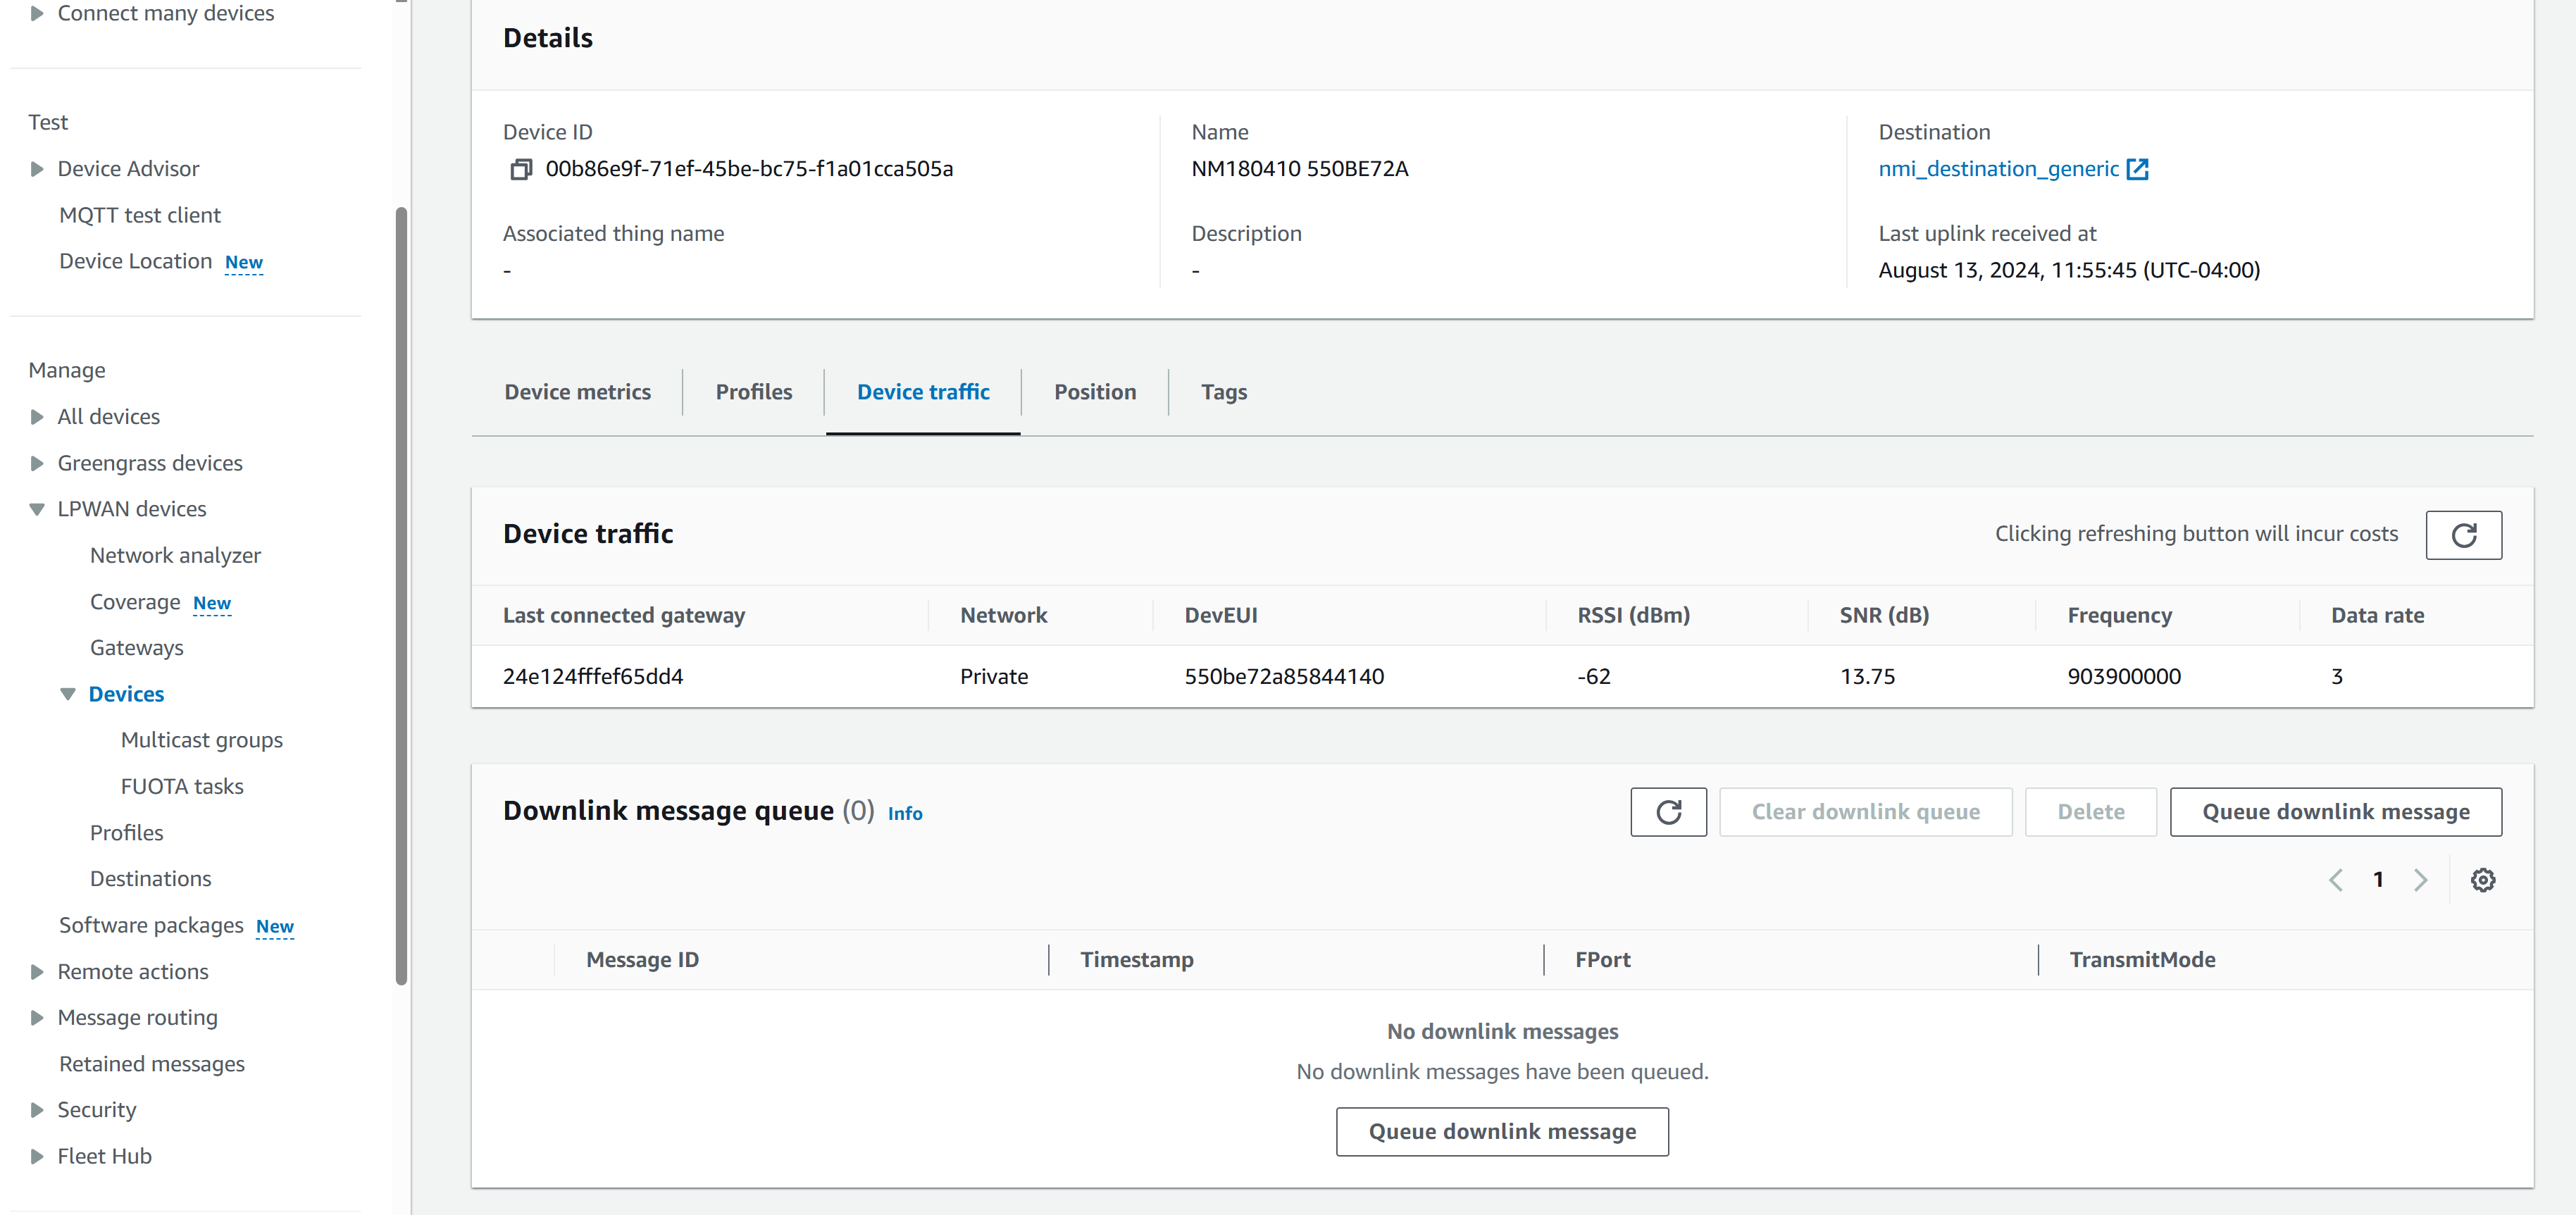 Connect many devices
Test
Device Advisor
MQTT test client
Device Location New
Manage
All devices
Greengrass devices
LPWAN devices
Network analyzer
Coverage New
Gateways
Devices
Multicast groups
FUOTA tasks
Profiles
Destinations
Software packages New
Remote actions
Message routing
Retained messages
Security
Fleet Hub
Details
Device ID
00b86e9f-71ef-45be-bc75-f1a01cca505a
Associated thing name
-
Name
NM180410 550BE72A
Description
-
Destination
nmi_destination_generic
Last uplink received at
August 13, 2024, 11:55:45 (UTC-04:00)
Device metrics Profiles Device traffic Position Tags
Device traffic Clicking refreshing button will incur costs
Last connected gateway Network DevEUI RSSI (dBm) SNR (dB) Frequency Data rate
24e124fffef65dd4 Private 550be72a85844140 -62 13.75 903900000 3
Downlink message queue (0) Info Clear downlink queue Delete Queue downlink message
1
Message ID Timestamp FPort TransmitMode
No downlink messages
No downlink messages have been queued.
Queue downlink message